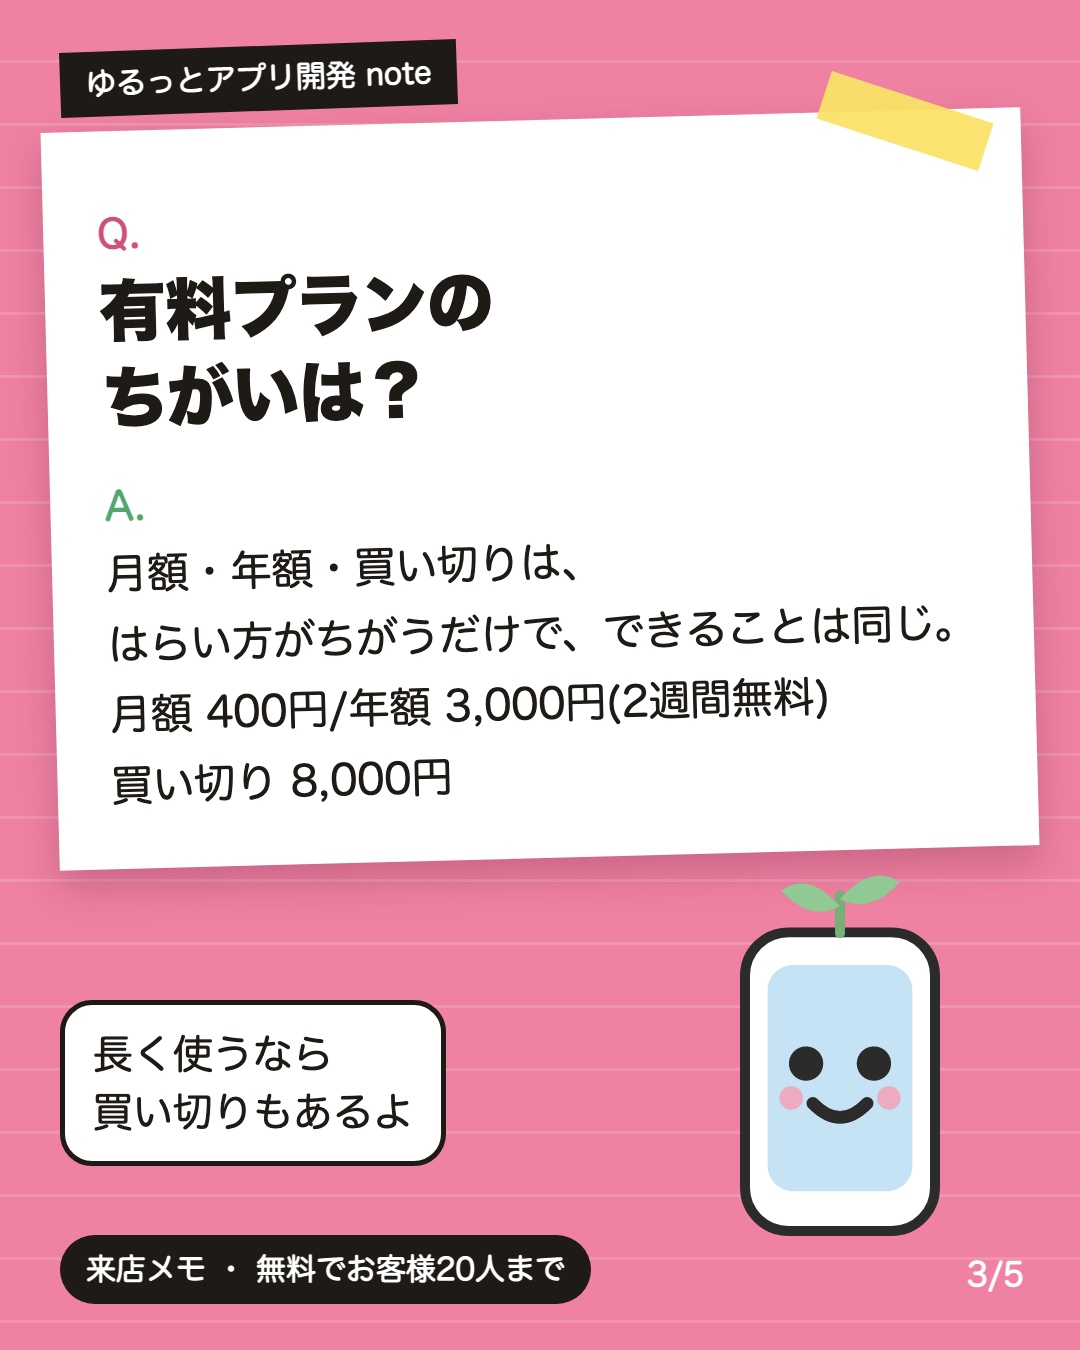 ゆるっとアプリ開発 note
Q.
有料プランの
ちがいは？
A.
月額・年額・買い切りは、
はらい方がちがうだけで、できることは同じ。
月額 400円/年額 3,000円(2週間無料)
買い切り 8,000円
長く使うなら
買い切りもあるよ
来店メモ ・ 無料でお客様20人まで
3/5